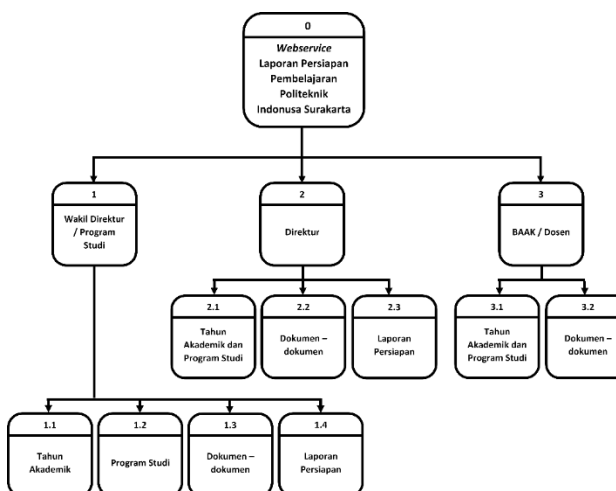 0
Webservice
Laporan Persiapan
Pembelajaran
Politeknik
Indonusa Surakarta
1
Wakil Direktur
/ Program
Studi
2
Direktur
3
BAAK / Dosen
2.1
Tahun
Akademik dan
Program Studi
2.2
Dokumen –
dokumen
2.3
Laporan
Persiapan
3.1
Tahun
Akademik dan
Program Studi
3.2
Dokumen –
dokumen
1.1
Tahun
Akademik
1.2
Program Studi
1.3
Dokumen –
dokumen
1.4
Laporan
Persiapan